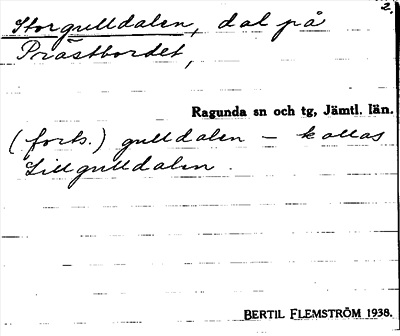 2.
Storgulldalen, dal på
Prästbordet,
Ragunda sn och tg, Jämtl. län.
(forts.) gulldalen – kallas
Lillgulldalen.
BERTIL FLEMSTRÖM 1938.